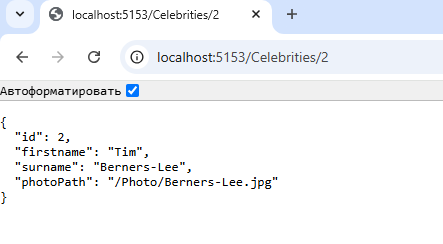 localhost:5153/Celebrities/2
localhost:5153/Celebrities/2
Автоформатировать
{
  "id": 2,
  "firstname": "Tim",
  "surname": "Berners-Lee",
  "photoPath": "/Photo/Berners-Lee.jpg"
}